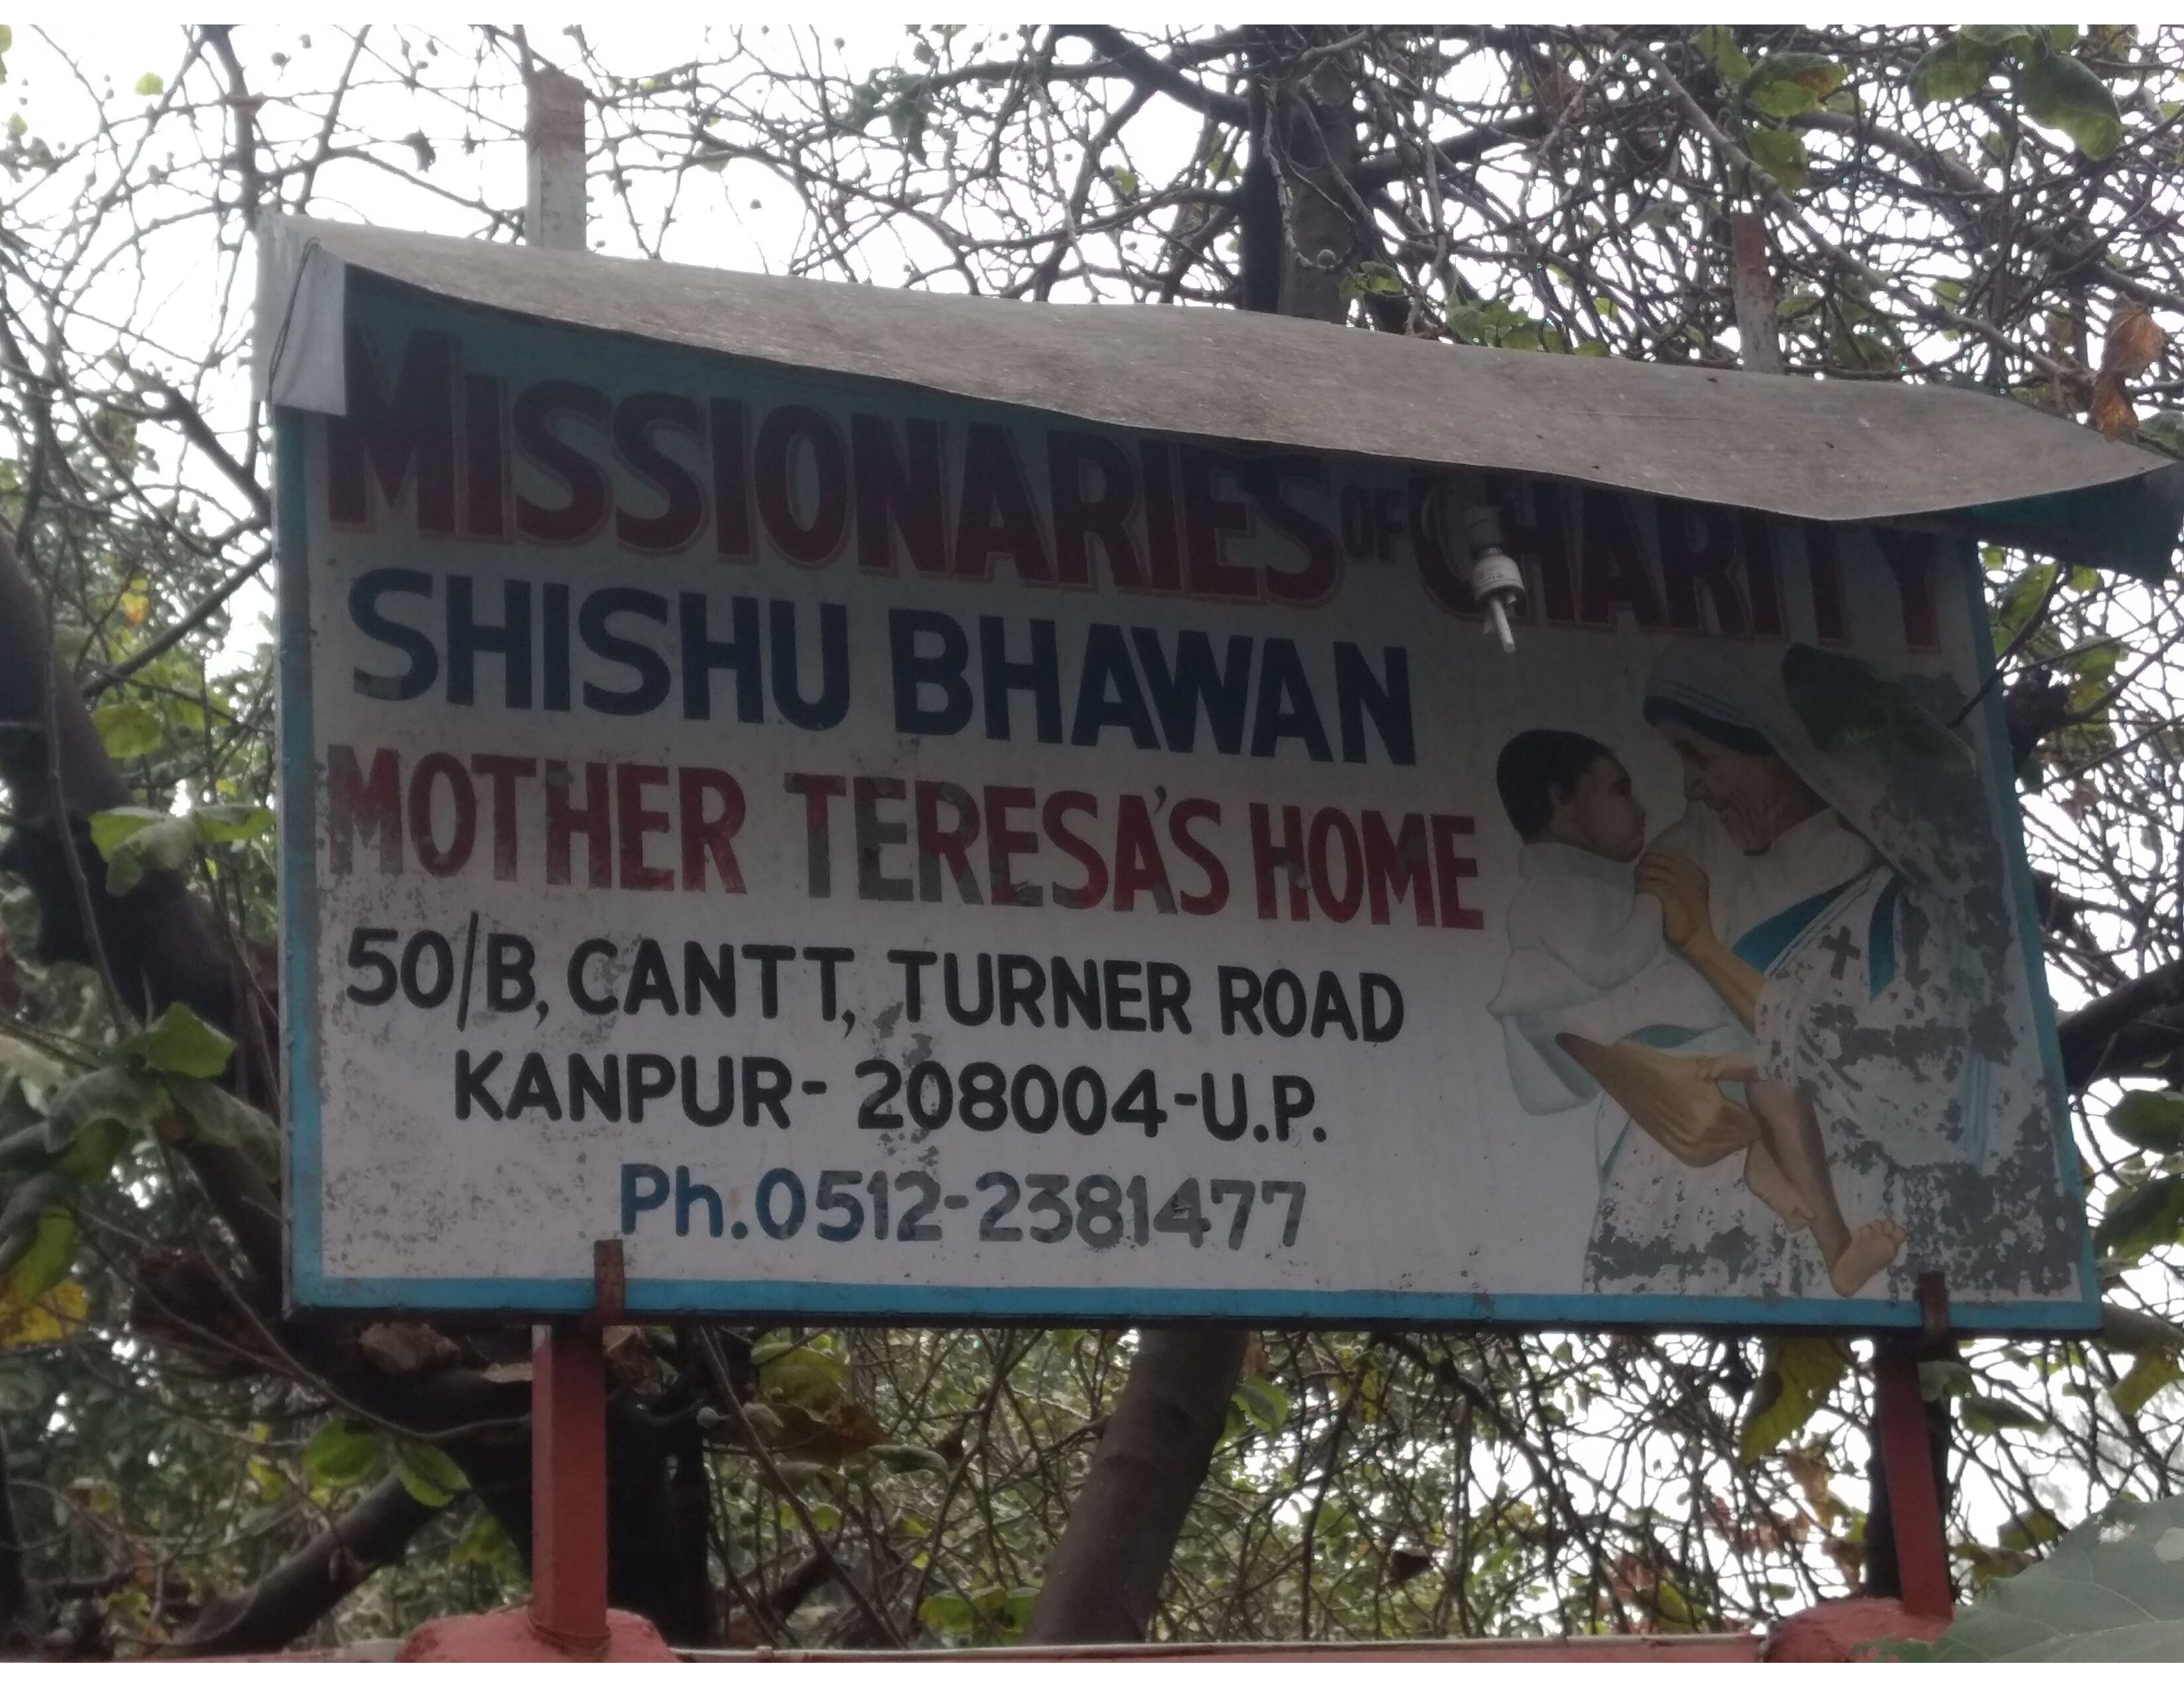 MISSIONARIES OF CHARITY
SHISHU BHAWAN
MOTHER TERESA'S HOME
50/B, CANTT, TURNER ROAD
KANPUR- 208004-U.P.
Ph.0512-2381477